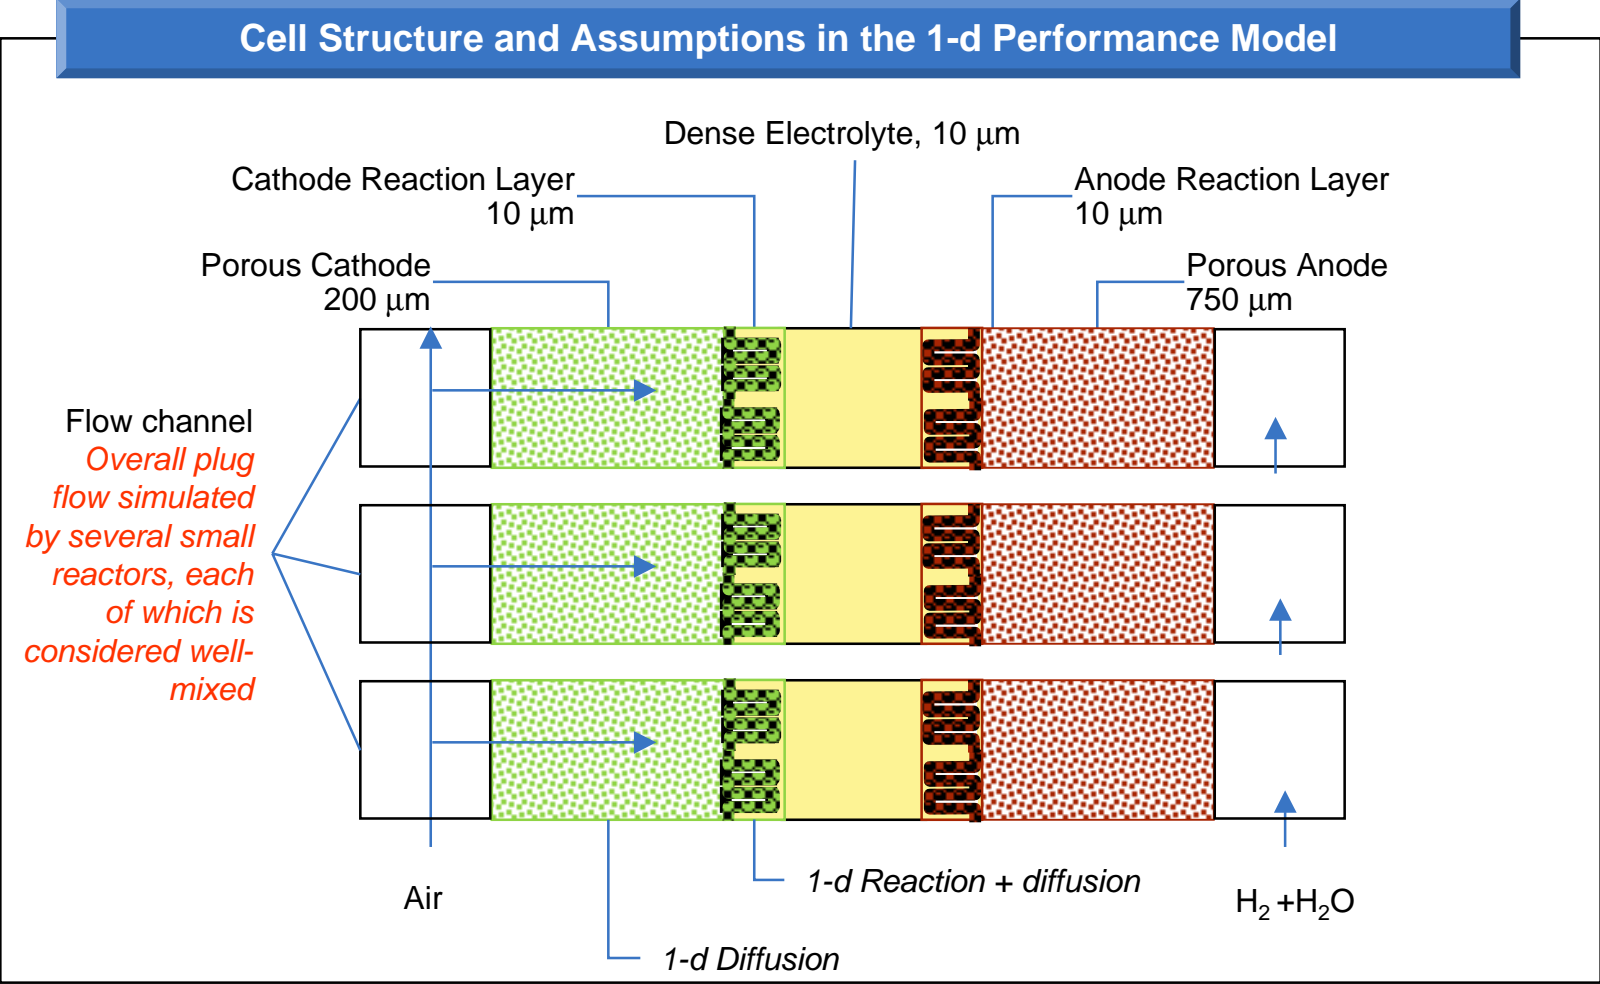 Cell Structure and Assumptions in the 1-d Performance Model
Dense Electrolyte, 10 μm
Cathode Reaction Layer
10 μm
Anode Reaction Layer
10 μm
Porous Cathode
200 μm
Porous Anode
750 μm
Flow channel
Overall plug
flow simulated
by several small
reactors, each
of which is
considered well-
mixed
1-d Reaction + diffusion
Air
H₂ +H₂O
1-d Diffusion